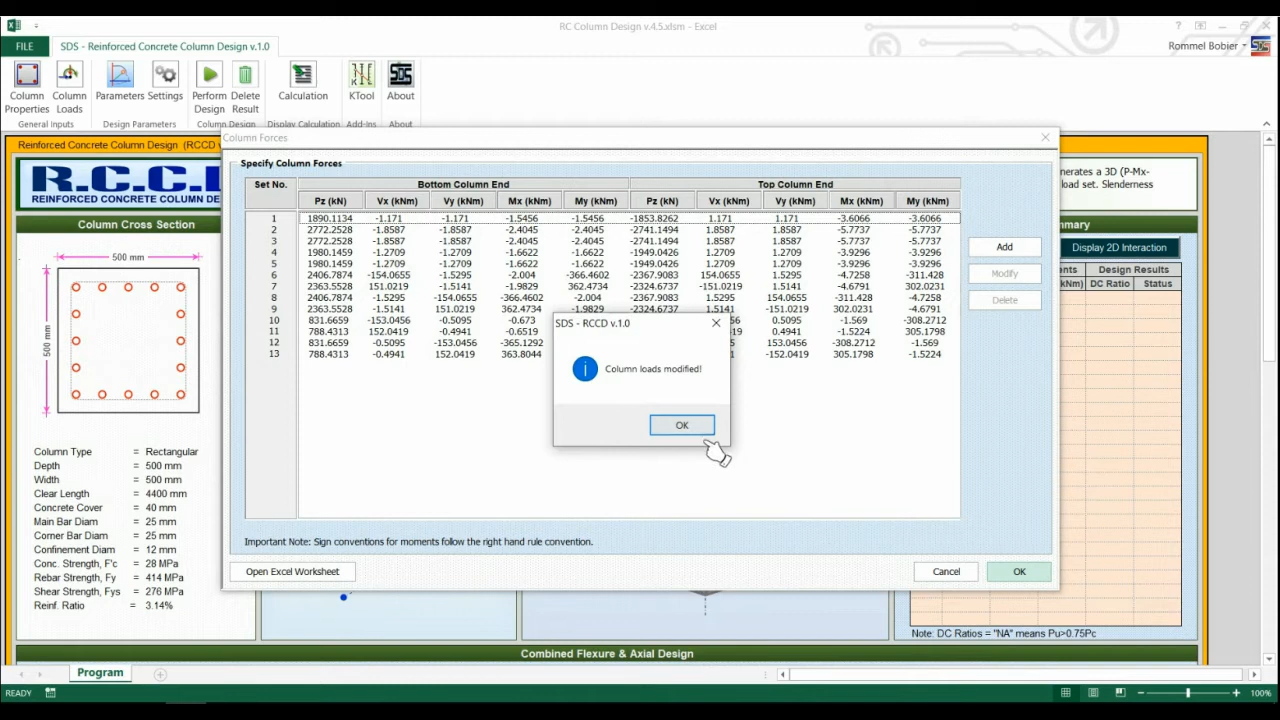 RC Column Design v.4.5.xlsm - Excel
FILE
SDS - Reinforced Concrete Column Design v.1.0
Rommel Bobier
SDS
Column Properties
Column Loads
Parameters
Settings
Perform Design
Delete Result
Calculation
KTool
About
General Inputs
Design Parameters
Column Design
Display Calculation
Add-Ins
About
Reinforced Concrete Column Design (RCCD v
R.C.C.D
REINFORCED CONCRETE COLUMN DE
enerates a 3D (P-Mx-
load set. Slenderness
Column Cross Section
500 mm
500 mm
Column Type = Rectangular
Depth = 500 mm
Width = 500 mm
Clear Length = 4400 mm
Concrete Cover = 40 mm
Main Bar Diam = 25 mm
Corner Bar Diam = 25 mm
Confinement Diam = 12 mm
Conc. Strength, F'c = 28 MPa
Rebar Strength, Fy = 414 MPa
Shear Strength, Fys = 276 MPa
Reinf. Ratio = 3.14%
Column Forces
Specify Column Forces
Set No. Bottom Column End Top Column End
Pz (kN) Vx (kNm) Vy (kNm) Mx (kNm) My (kNm) Pz (kN) Vx (kNm) Vy (kNm) Mx (kNm) My (kNm)
1 1890.1134 -1.171 -1.171 -1.5456 -1.5456 -1853.8262 1.171 1.171 -3.6066 -3.6066
2 2772.2528 -1.8587 -1.8587 -2.4045 -2.4045 -2741.1494 1.8587 1.8587 -5.7737 -5.7737
3 2772.2528 -1.8587 -1.8587 -2.4045 -2.4045 -2741.1494 1.8587 1.8587 -5.7737 -5.7737
4 1980.1459 -1.2709 -1.2709 -1.6622 -1.6622 -1949.0426 1.2709 1.2709 -3.9296 -3.9296
5 1980.1459 -1.2709 -1.2709 -1.6622 -1.6622 -1949.0426 1.2709 1.2709 -3.9296 -3.9296
6 2406.7874 -154.0655 -1.5295 -2.004 -366.4602 -2367.9083 154.0655 1.5295 -4.7258 -311.428
7 2363.5528 151.0219 -1.5141 -1.9829 362.4734 -2324.6737 -151.0219 1.5141 -4.6791 302.0231
8 2406.7874 -1.5295 -154.0655 -366.4602 -2.004 -2367.9083 1.5295 154.0655 -311.428 -4.7258
9 2363.5528 -1.5141 151.0219 362.4734 -1.9829 -2324.6737 1.5141 -151.0219 302.0231 -4.6791
10 831.6659 -153.0456 -0.5095 -0.673 0.5095 -1.569 -308.2712
11 788.4313 152.0419 -0.4941 -0.6519 0.4941 -1.5224 305.1798
12 831.6659 -0.5095 -153.0456 -365.1292 153.0456 -308.2712 -1.569
13 788.4313 -0.4941 152.0419 363.8044 -152.0419 305.1798 -1.5224
Add
Modify
Delete
SDS - RCCD v.1.0
Column loads modified!
OK
Important Note: Sign conventions for moments follow the right hand rule convention.
Open Excel Worksheet
Cancel
OK
mmary
Display 2D Interaction
ents Design Results
(kNm) DC Ratio Status
Note: DC Ratios = "NA" means Pu>0.75Pc
Combined Flexure & Axial Design
Program
READY
100%